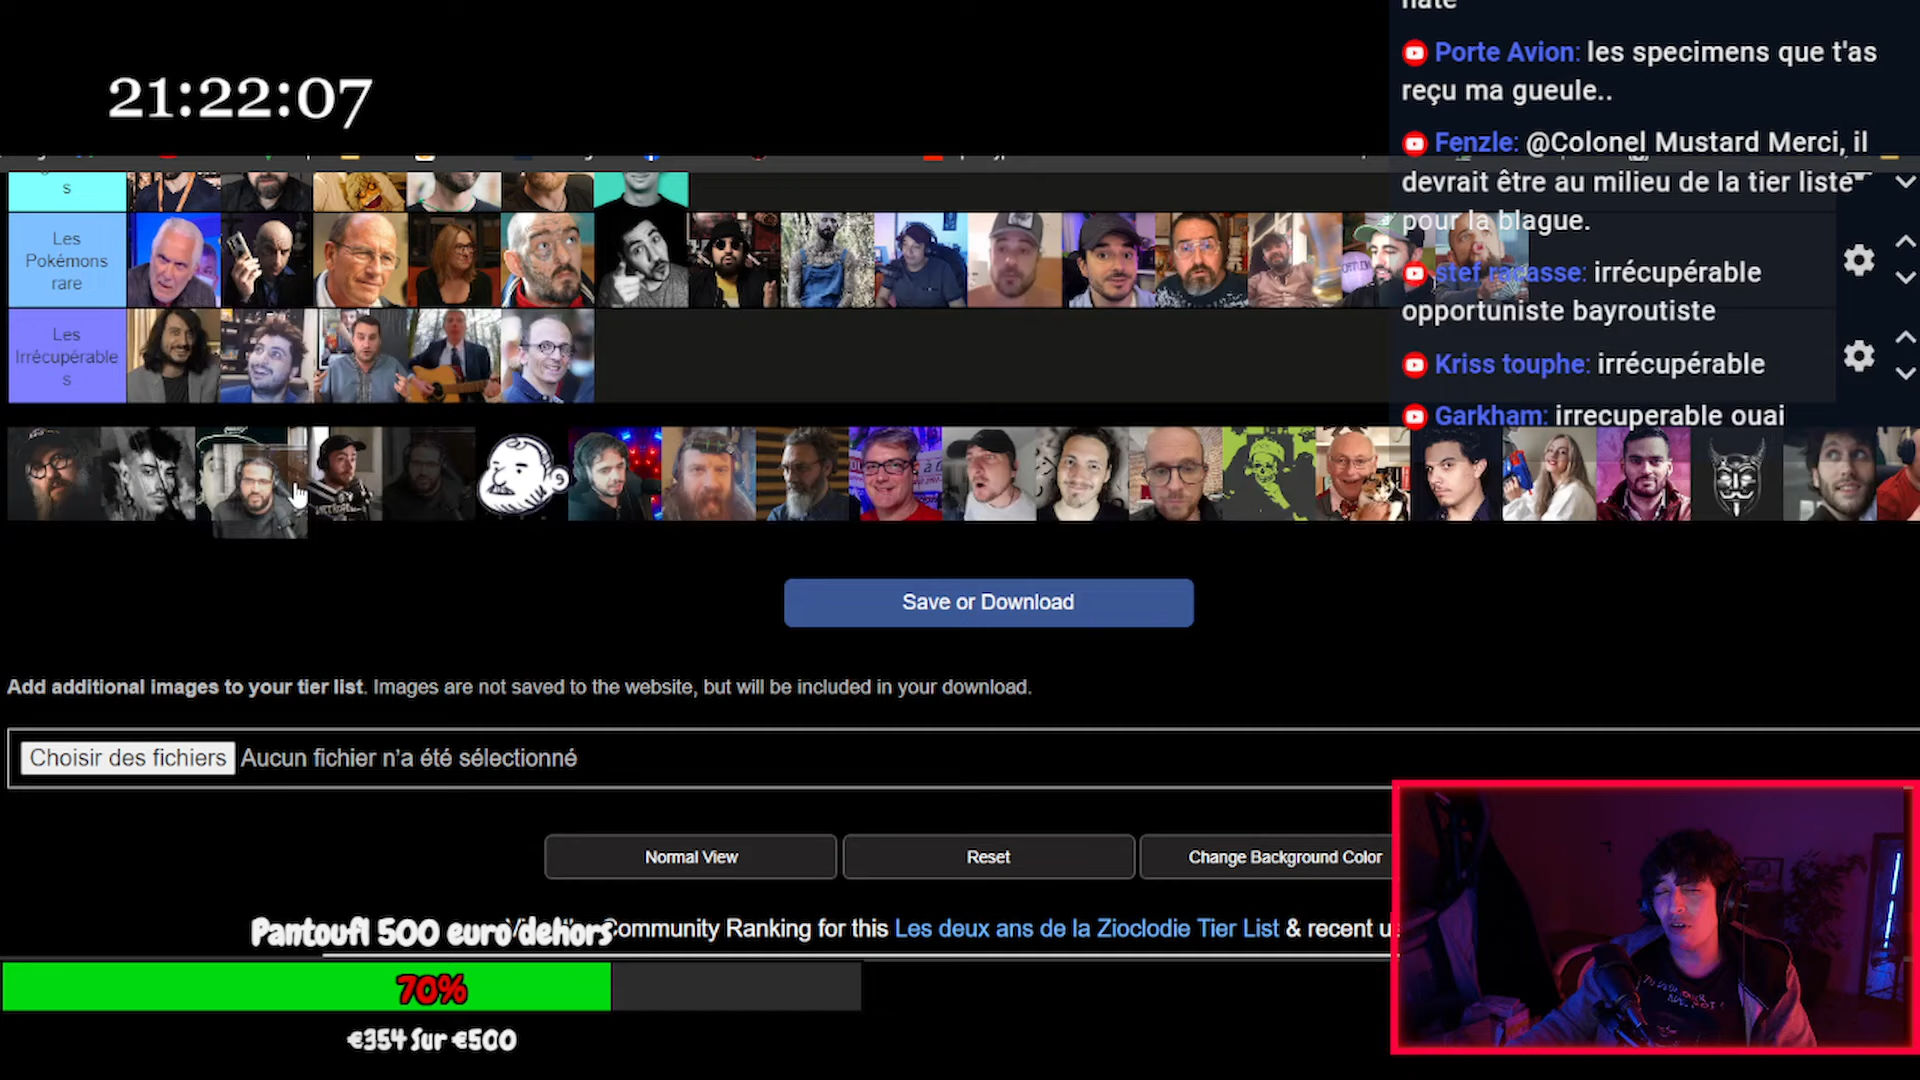 21:22:07
Porte Avion: les specimens que t'as
reçu ma gueule..
Fenzle: @Colonel Mustard Merci, il
devrait être au milieu de la tier liste
pour la blague.
stef racasse: irrécupérable
opportuniste bayroutiste
Kriss touphe: irrécupérable
Garkham: irrecuperable ouai
s
Les
Pokémons
rare
Les
Irrécupérable
s
Save or Download
Add additional images to your tier list. Images are not saved to the website, but will be included in your download.
Choisir des fichiers Aucun fichier n'a été sélectionné
Normal View
Reset
Change Background Color
Pantoufl 500 euro dehors
Community Ranking for this Les deux ans de la Zioclodie Tier List & recent u
70%
€354 Sur €500